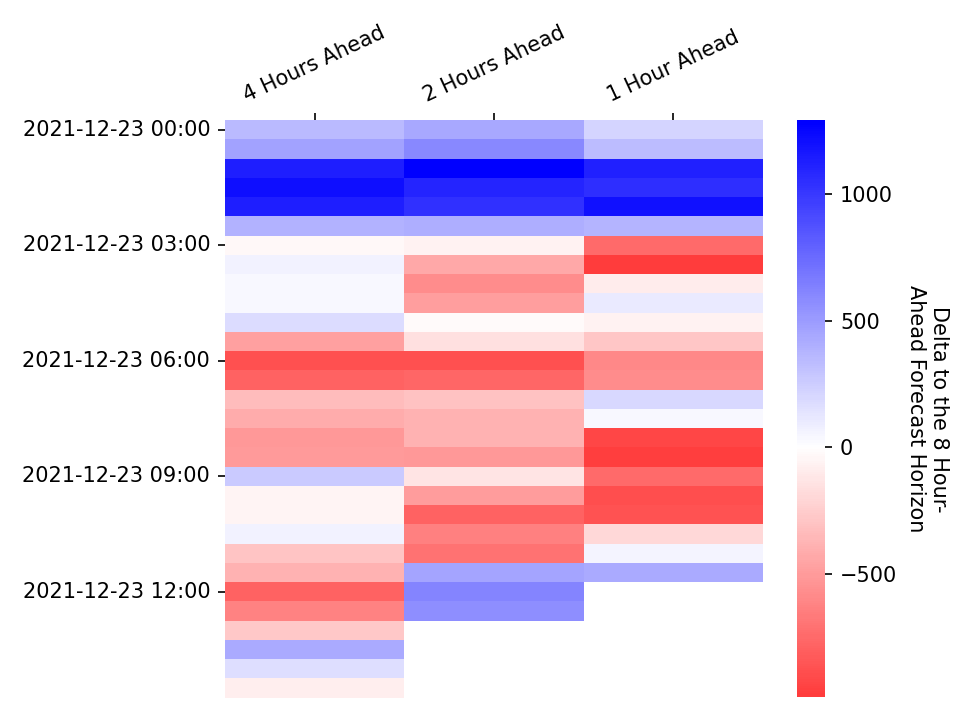 4 Hours Ahead
2 Hours Ahead
1 Hour Ahead
2021-12-23 00:00
2021-12-23 03:00
2021-12-23 06:00
2021-12-23 09:00
2021-12-23 12:00
1000
500
0
−500
Delta to the 8 Hour-
Ahead Forecast Horizon